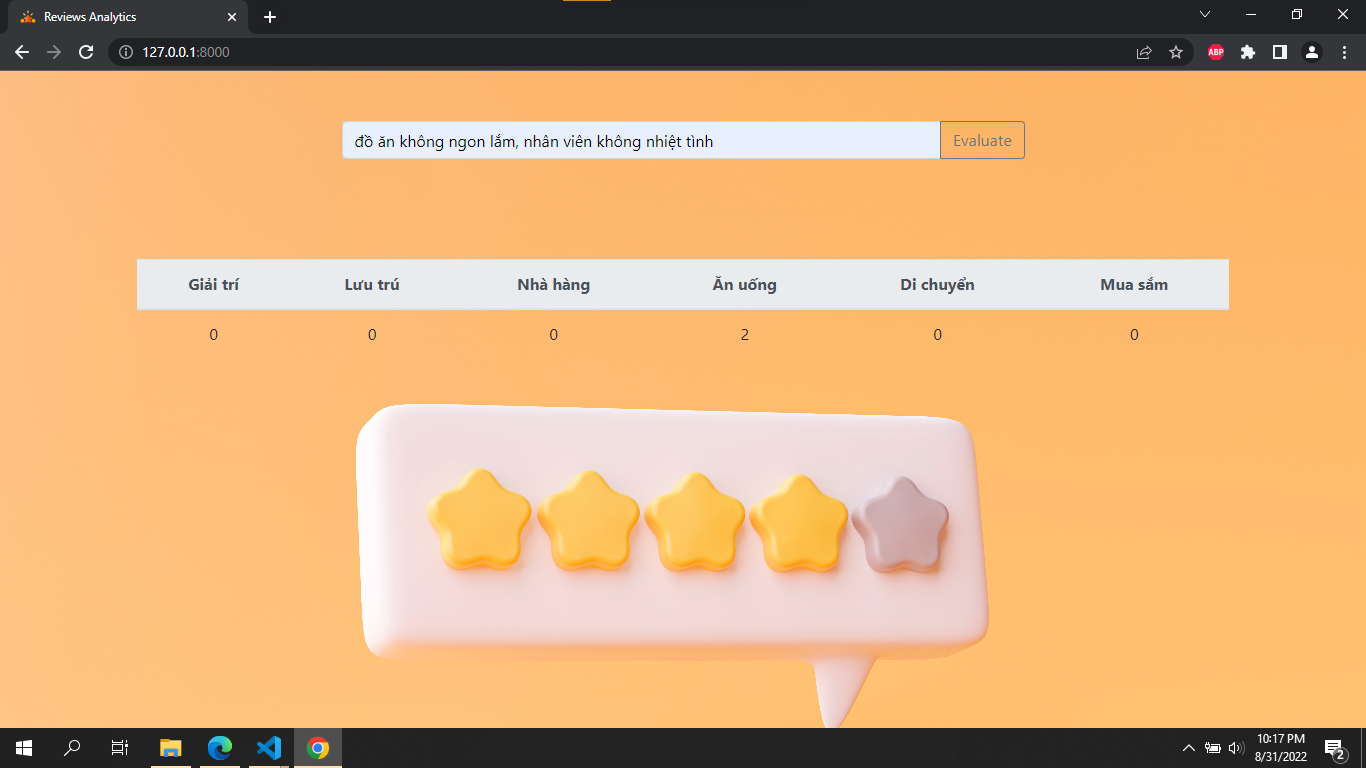 Reviews Analytics
127.0.0.1:8000
ABP
đồ ăn không ngon lắm, nhân viên không nhiệt tình Evaluate
Giải trí Lưu trú Nhà hàng Ăn uống Di chuyển Mua sắm
0 0 0 2 0 0
10:17 PM
8/31/2022
2